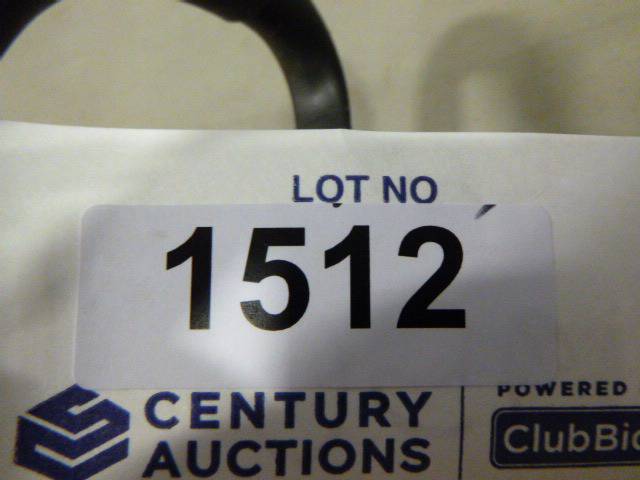 LOT NO
1512
CENTURY
AUCTIONS
POWERED
ClubBid